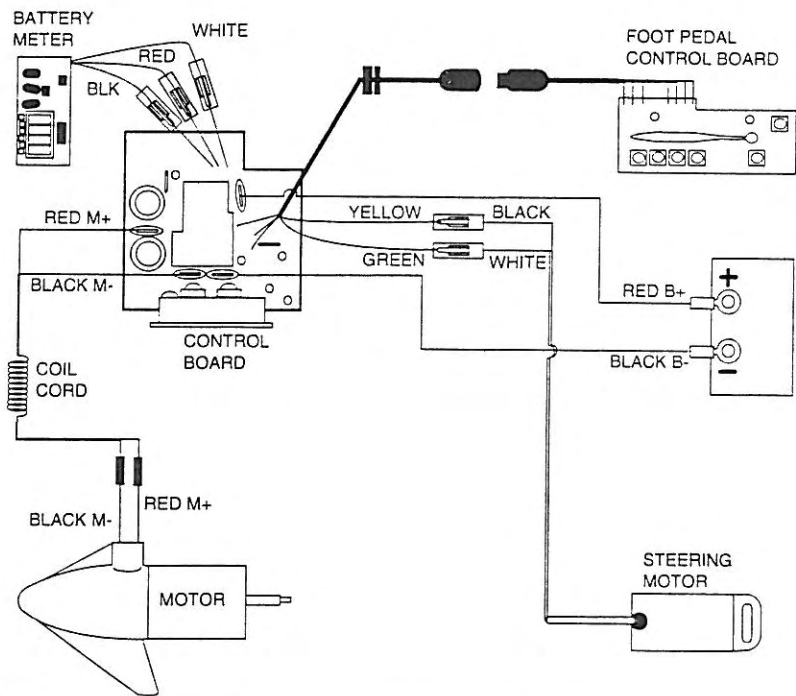 BATTERY
METER
WHITE
RED
BLK
FOOT PEDAL
CONTROL BOARD
RED M+
YELLOW
BLACK
GREEN
WHITE
BLACK M-
RED B+
+
CONTROL
BOARD
BLACK B-
−
COIL
CORD
RED M+
BLACK M-
MOTOR
STEERING
MOTOR